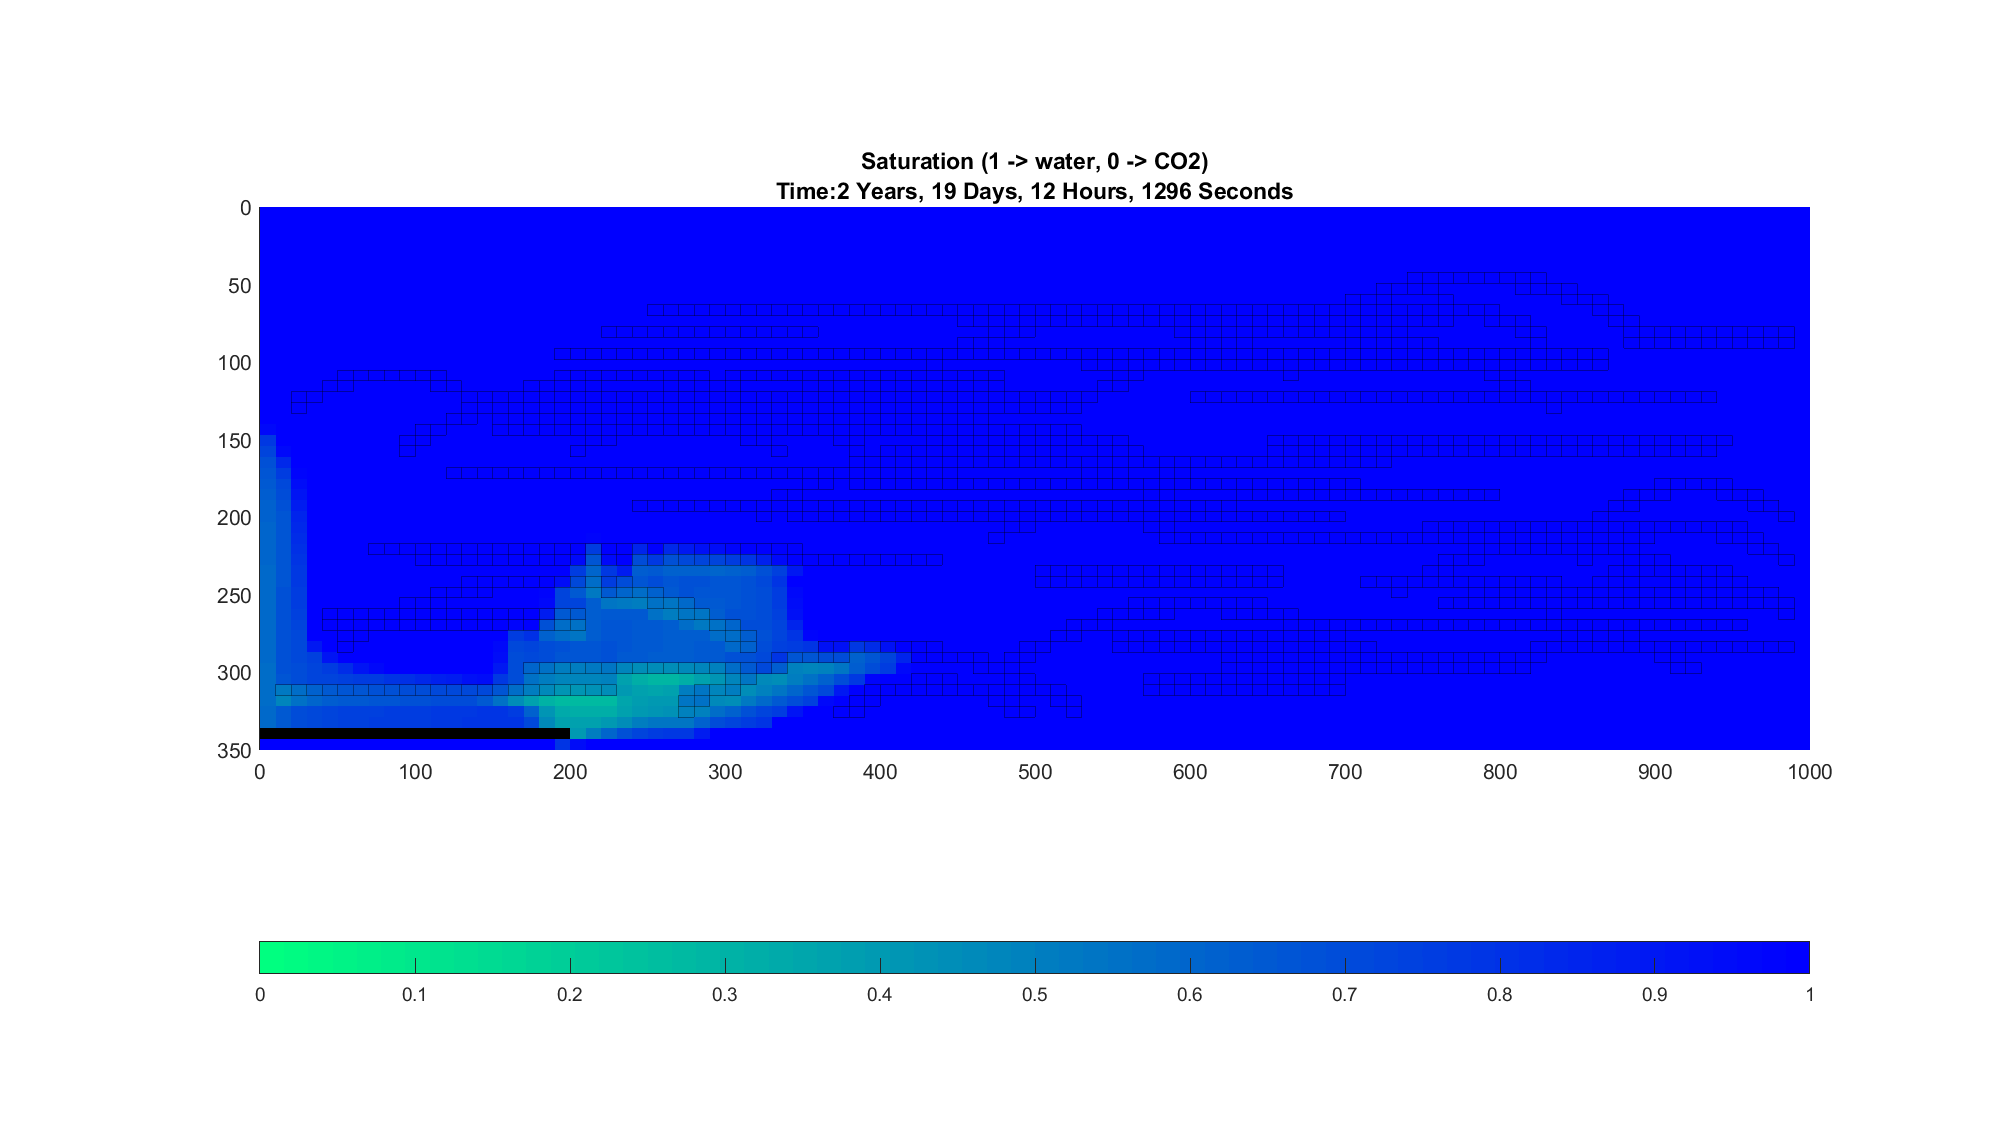 Saturation (1 -> water, 0 -> CO2)
Time:2 Years, 19 Days, 12 Hours, 1296 Seconds
0
50
100
150
200
250
300
350
0 100 200 300 400 500 600 700 800 900 1000
0 0.1 0.2 0.3 0.4 0.5 0.6 0.7 0.8 0.9 1